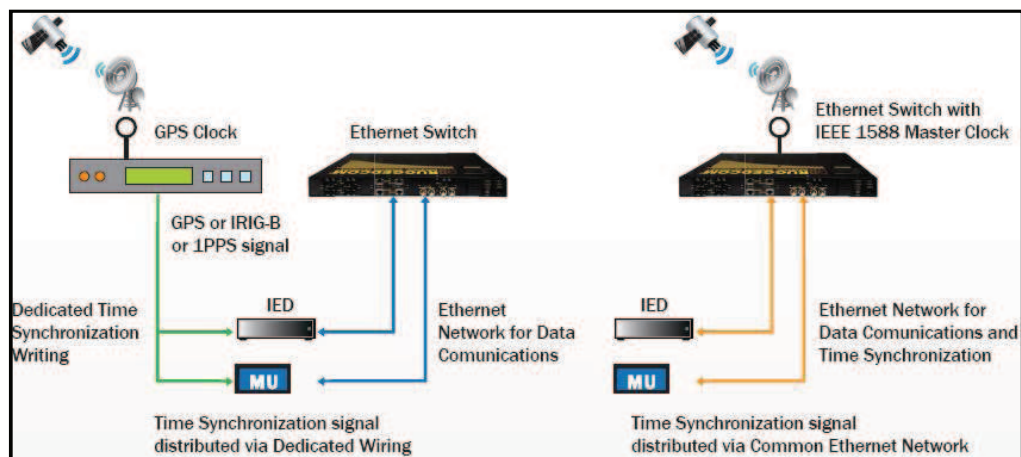 GPS Clock
Ethernet Switch
GPS or IRIG-B
or 1PPS signal
Dedicated Time
Synchronization
Writing
IED
MU
Ethernet
Network for Data
Comunications
Time Synchronization signal
distributed via Dedicated Wiring
Ethernet Switch with
IEEE 1588 Master Clock
IED
MU
Ethernet Network for
Data Comunications and
Time Synchronization
Time Synchronization signal
distributed via Common Ethernet Network
RUGGEDCOM
RUGGEDCOM